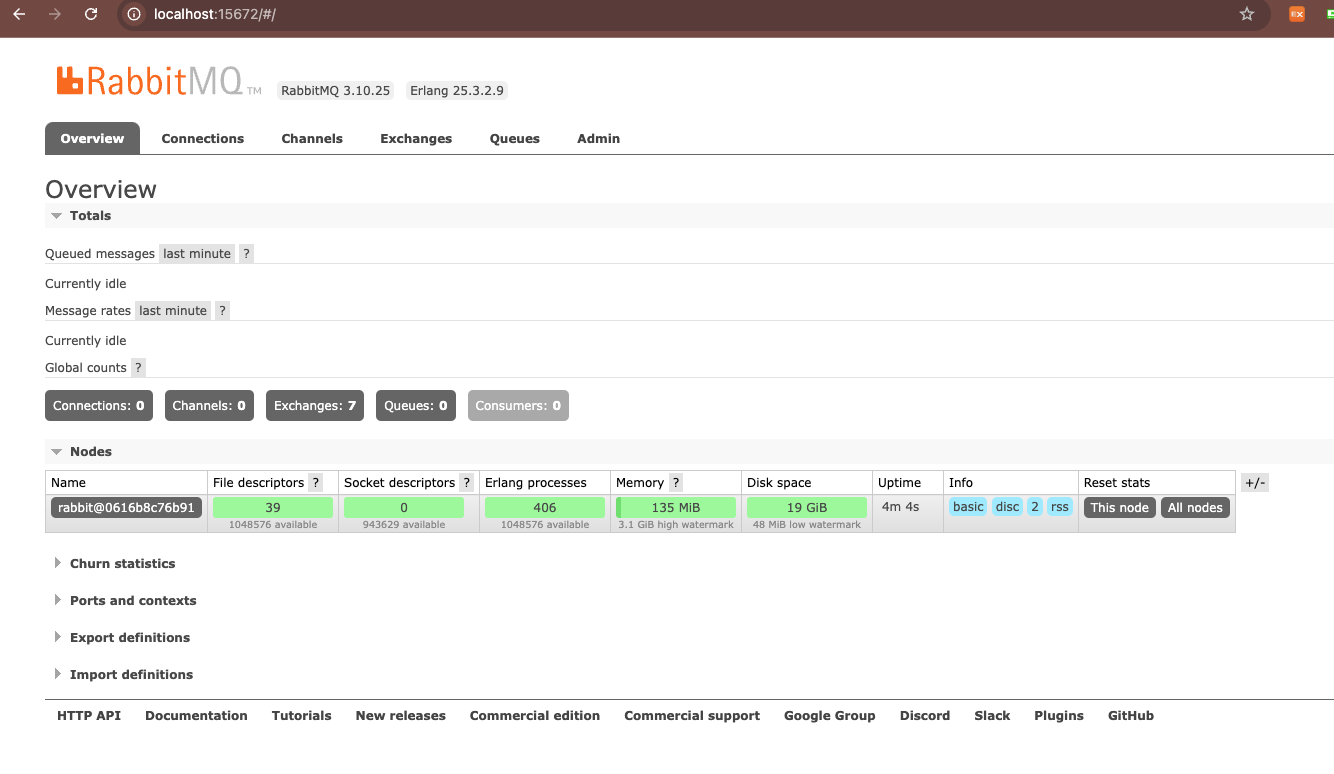 localhost:15672/#/
EX
RabbitMQ TM RabbitMQ 3.10.25 Erlang 25.3.2.9
Overview Connections Channels Exchanges Queues Admin
Overview
Totals
Queued messages last minute ?
Currently idle
Message rates last minute ?
Currently idle
Global counts ?
Connections: 0 Channels: 0 Exchanges: 7 Queues: 0 Consumers: 0
Nodes
Name File descriptors ? Socket descriptors ? Erlang processes Memory ? Disk space Uptime Info Reset stats +/-
rabbit@0616b8c76b91 39 0 406 135 MiB 19 GiB 4m 4s basic disc 2 rss This node All nodes
1048576 available 943629 available 1048576 available 3.1 GiB high watermark 48 MiB low watermark
Churn statistics
Ports and contexts
Export definitions
Import definitions
HTTP API Documentation Tutorials New releases Commercial edition Commercial support Google Group Discord Slack Plugins GitHub